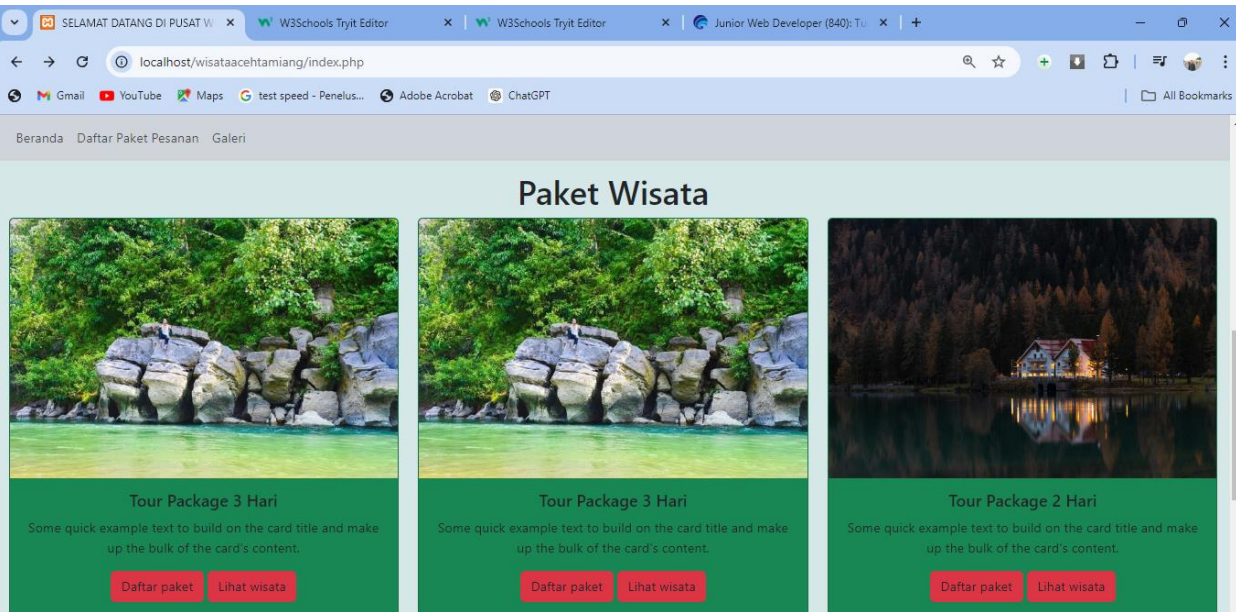 SELAMAT DATANG DI PUSAT W
W3Schools Tryit Editor
W3Schools Tryit Editor
Junior Web Developer (840): Tu
localhost/wisataacehtamiang/index.php
Gmail YouTube Maps test speed - Penelus... Adobe Acrobat ChatGPT All Bookmarks
Beranda Daftar Paket Pesanan Galeri
Paket Wisata
Tour Package 3 Hari
Some quick example text to build on the card title and make
up the bulk of the card's content.
Daftar paket Lihat wisata
Tour Package 3 Hari
Some quick example text to build on the card title and make
up the bulk of the card's content.
Daftar paket Lihat wisata
Tour Package 2 Hari
Some quick example text to build on the card title and make
up the bulk of the card's content.
Daftar paket Lihat wisata